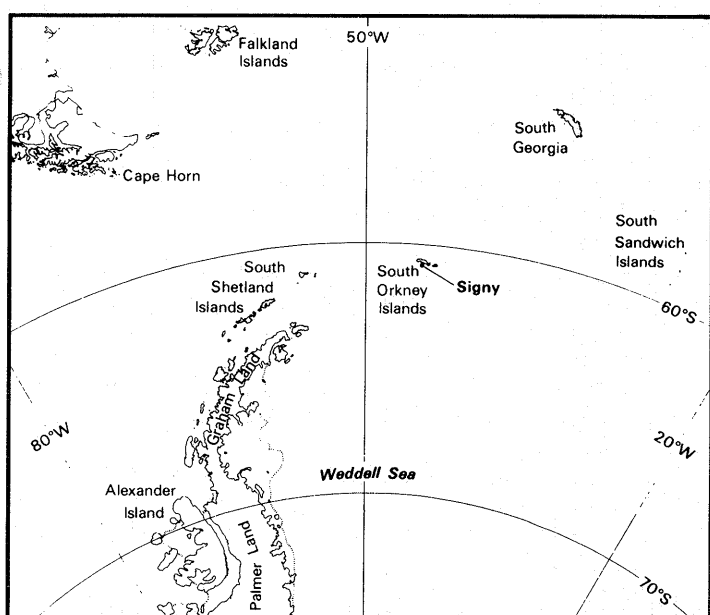 Falkland
Islands
50°W
South
Georgia
Cape Horn
South
Sandwich
Islands
South
Shetland
Islands
South
Orkney
Islands
Signy
60°S
Graham Land
80°W
20°W
Weddell Sea
Alexander
Island
Palmer Land
70°S